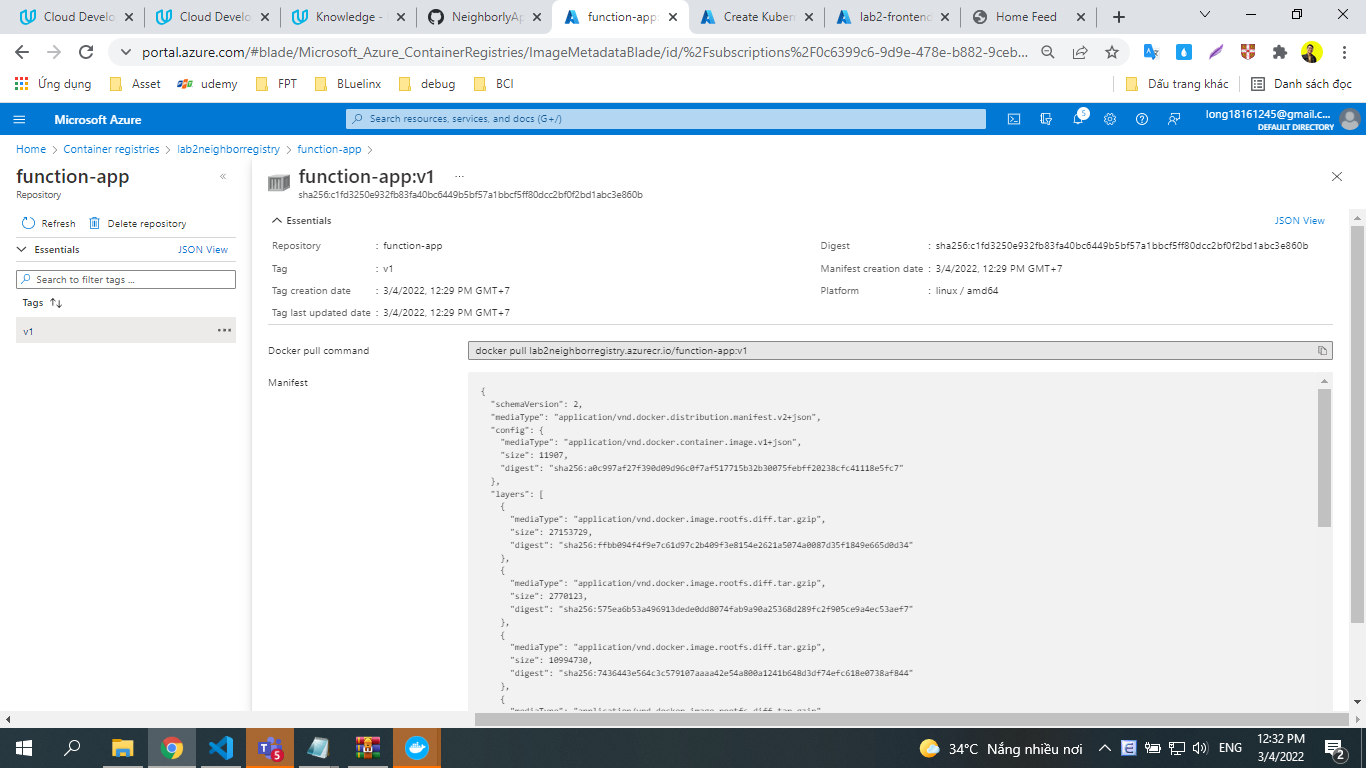 Cloud Develo
Cloud Develo
Knowledge -
NeighborlyAp
function-app:
Create Kubern
lab2-frontend
Home Feed
portal.azure.com/#blade/Microsoft_Azure_ContainerRegistries/ImageMetadataBlade/id/%2Fsubscriptions%2F0c6399c6-9d9e-478e-b882-9ceb...
Ứng dụng
Asset
udemy
FPT
BLuelinx
debug
BCI
Dấu trang khác
Danh sách đọc
Microsoft Azure
Search resources, services, and docs (G+/)
5
long18161245@gmail.c...
DEFAULT DIRECTORY
Home > Container registries > lab2neighborregistry > function-app >
function-app
Repository
«
Refresh
Delete repository
Essentials
JSON View
Search to filter tags ...
Tags ↑↓
v1
...
function-app:v1
...
sha256:c1fd3250e932fb83fa40bc6449b5bf57a1bbcf5ff80dcc2bf0f2bd1abc3e860b
Essentials
JSON View
Repository : function-app
Digest : sha256:c1fd3250e932fb83fa40bc6449b5bf57a1bbcf5ff80dcc2bf0f2bd1abc3e860b
Tag : v1
Manifest creation date : 3/4/2022, 12:29 PM GMT+7
Tag creation date : 3/4/2022, 12:29 PM GMT+7
Platform : linux / amd64
Tag last updated date : 3/4/2022, 12:29 PM GMT+7
Docker pull command
docker pull lab2neighborregistry.azurecr.io/function-app:v1
Manifest
{
"schemaVersion": 2,
"mediaType": "application/vnd.docker.distribution.manifest.v2+json",
"config": {
"mediaType": "application/vnd.docker.container.image.v1+json",
"size": 11907,
"digest": "sha256:a0c997af27f390d09d96c0f7af517715b32b30075febff20238cfc41118e5fc7"
},
"layers": [
{
"mediaType": "application/vnd.docker.image.rootfs.diff.tar.gzip",
"size": 27153729,
"digest": "sha256:ffbb094f4f9e7c61d97c2b409f3e8154e2621a5074a0087d35f1849e665d0d34"
},
{
"mediaType": "application/vnd.docker.image.rootfs.diff.tar.gzip",
"size": 2770123,
"digest": "sha256:575ea6b53a496913dede0dd8074fab9a90a25368d289fc2f905ce9a4ec53aef7"
},
{
"mediaType": "application/vnd.docker.image.rootfs.diff.tar.gzip",
"size": 10994730,
"digest": "sha256:7436443e564c3c579107aaaa42e54a800a1241b648d3df74efc618e0738af844"
},
{
"mediaType": "application/vnd.docker.image.rootfs.diff.tar.gzip",
5
34°C Nắng nhiều nơi
ENG
12:32 PM
3/4/2022
2